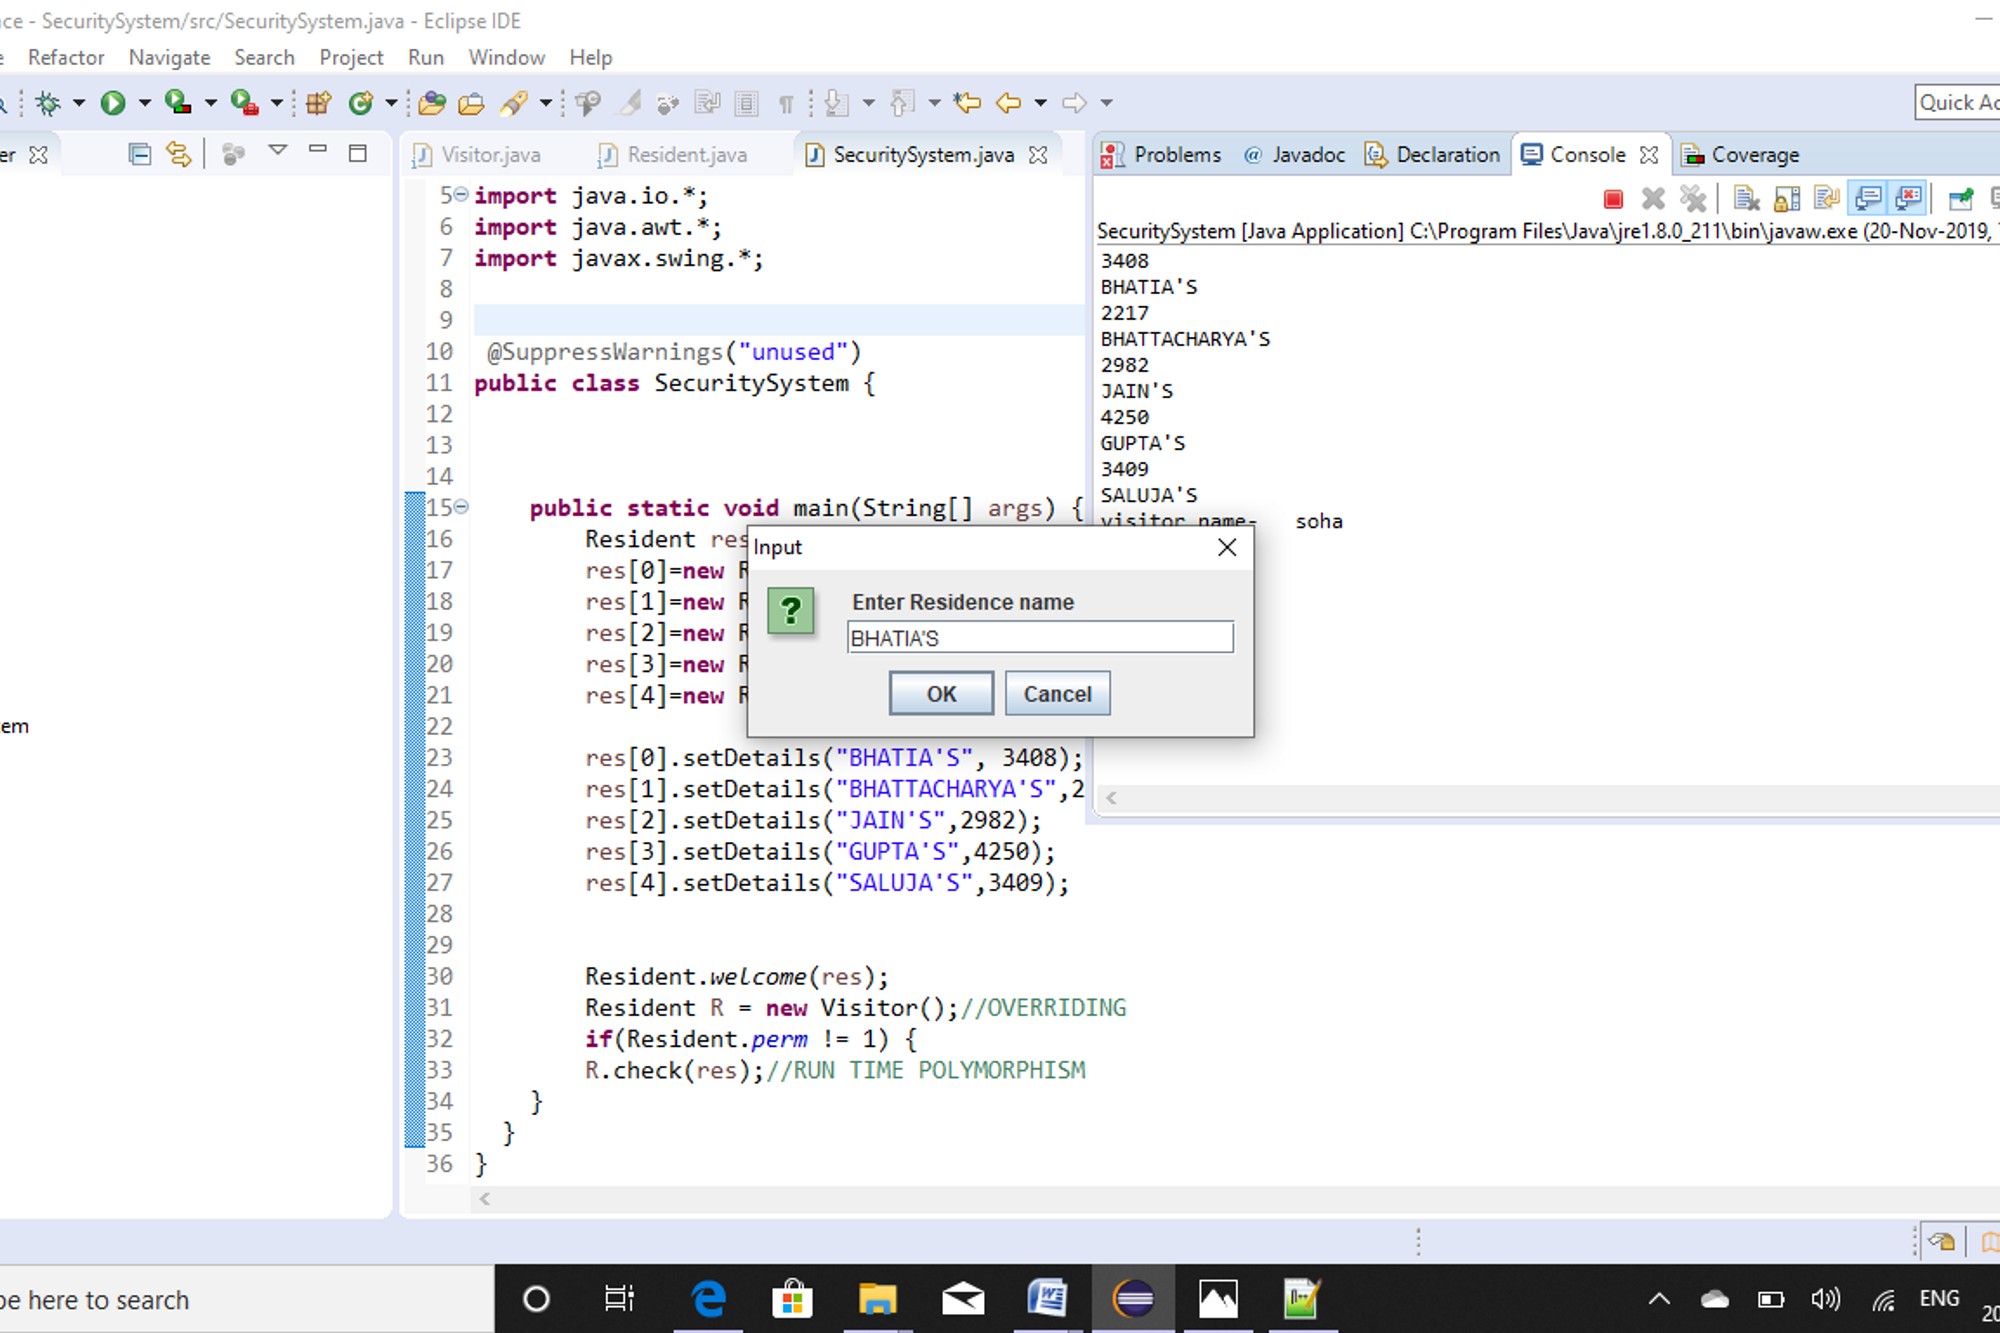 ce - SecuritySystem/src/SecuritySystem.java - Eclipse IDE
Refactor Navigate Search Project Run Window Help
Quick Ac
er
Visitor.java Resident.java SecuritySystem.java
5 import java.io.*;
6 import java.awt.*;
7 import javax.swing.*;
8
9
10 @SuppressWarnings("unused")
11 public class SecuritySystem {
12
13
14
15 public static void main(String[] args) {
16 Resident res
17 res[0]=new R
18 res[1]=new R
19 res[2]=new R
20 res[3]=new R
21 res[4]=new R
22
23 res[0].setDetails("BHATIA'S", 3408);
24 res[1].setDetails("BHATTACHARYA'S",2
25 res[2].setDetails("JAIN'S",2982);
26 res[3].setDetails("GUPTA'S",4250);
27 res[4].setDetails("SALUJA'S",3409);
28
29
30 Resident.welcome(res);
31 Resident R = new Visitor();//OVERRIDING
32 if(Resident.perm != 1) {
33 R.check(res);//RUN TIME POLYMORPHISM
34 }
35 }
36 }
Problems @ Javadoc Declaration Console Coverage
SecuritySystem [Java Application] C:\Program Files\Java\jre1.8.0_211\bin\javaw.exe (20-Nov-2019,
3408
BHATIA'S
2217
BHATTACHARYA'S
2982
JAIN'S
4250
GUPTA'S
3409
SALUJA'S
visitor name- soha
Input
Enter Residence name
BHATIA'S
OK Cancel
em
pe here to search
ENG
20